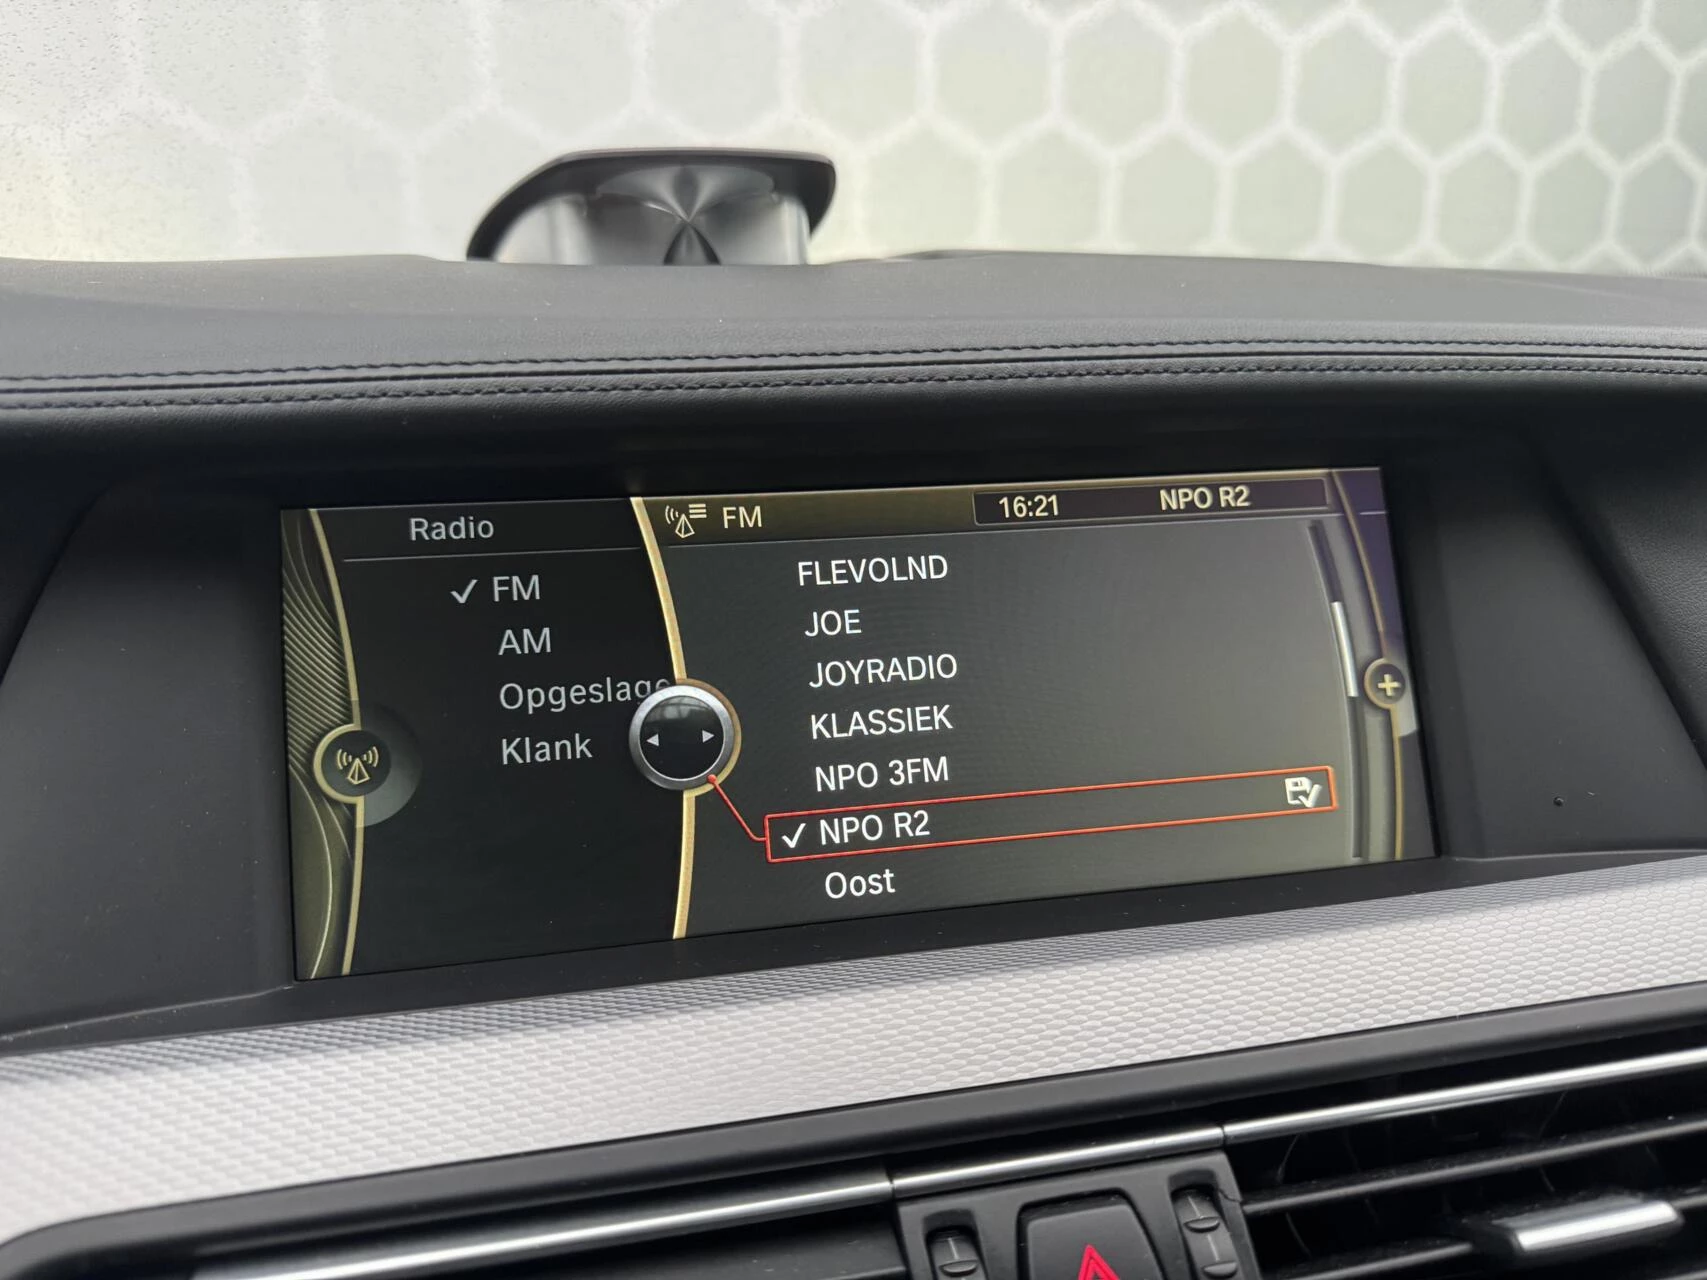 Radio
FM
AM
Opgeslage
Klank
FM
16:21
NPO R2
FLEVOLND
JOE
JOYRADIO
KLASSIEK
NPO 3FM
NPO R2
Oost